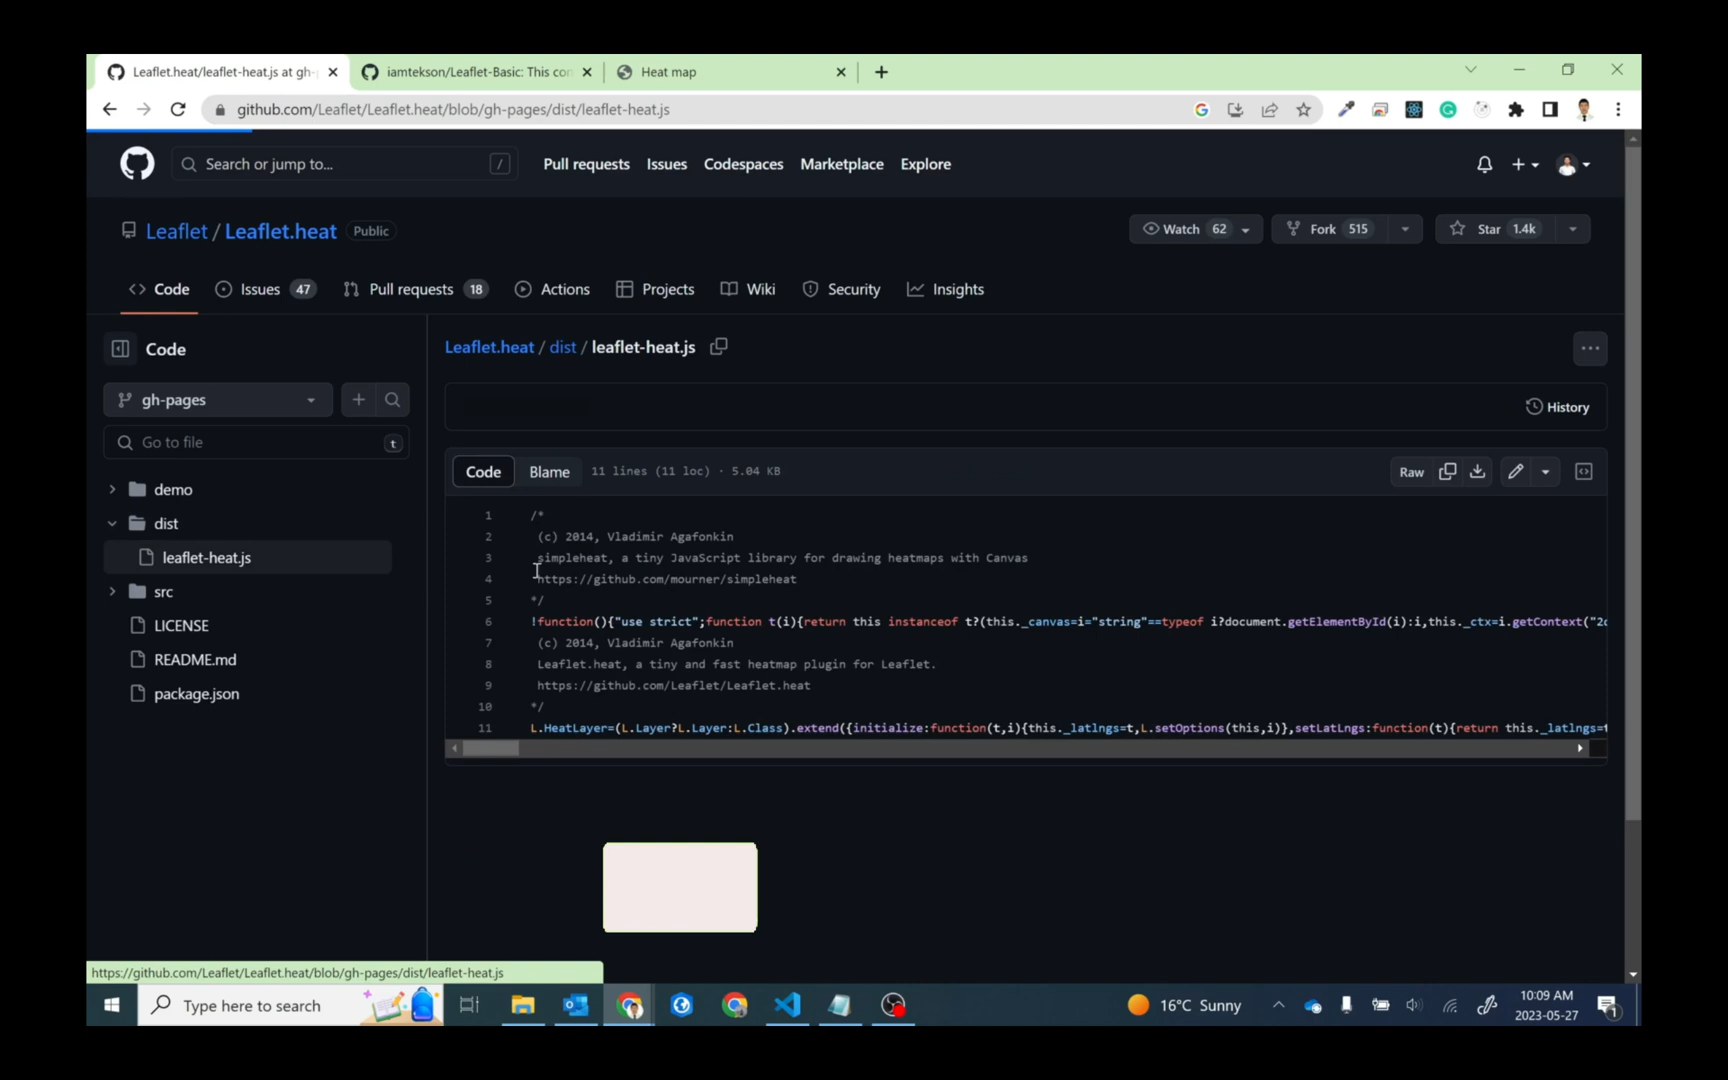 Leaflet.heat/leaflet-heat.js at gh-
iamtekson/Leaflet-Basic: This con
Heat map
github.com/Leaflet/Leaflet.heat/blob/gh-pages/dist/leaflet-heat.js
Search or jump to...
/
Pull requests
Issues
Codespaces
Marketplace
Explore
Leaflet / Leaflet.heat
Public
Watch 62
Fork 515
Star 1.4k
Code
Issues 47
Pull requests 18
Actions
Projects
Wiki
Security
Insights
Code
gh-pages
Go to file
t
demo
dist
leaflet-heat.js
src
LICENSE
README.md
package.json
Leaflet.heat / dist / leaflet-heat.js
History
Code
Blame
11 lines (11 loc) · 5.04 KB
Raw
1 /*
2 (c) 2014, Vladimir Agafonkin
3 simpleheat, a tiny JavaScript library for drawing heatmaps with Canvas
4 https://github.com/mourner/simpleheat
5 */
6 !function(){"use strict";function t(i){return this instanceof t?(this._canvas=i="string"==typeof i?document.getElementById(i):i,this._ctx=i.getContext("2d
7 (c) 2014, Vladimir Agafonkin
8 Leaflet.heat, a tiny and fast heatmap plugin for Leaflet.
9 https://github.com/Leaflet/Leaflet.heat
10 */
11 L.HeatLayer=(L.Layer?L.Layer:L.Class).extend({initialize:function(t,i){this._latlngs=t,L.setOptions(this,i)},setLatLngs:function(t){return this._latlngs=t
https://github.com/Leaflet/Leaflet.heat/blob/gh-pages/dist/leaflet-heat.js
Type here to search
16°C Sunny
10:09 AM
2023-05-27
1